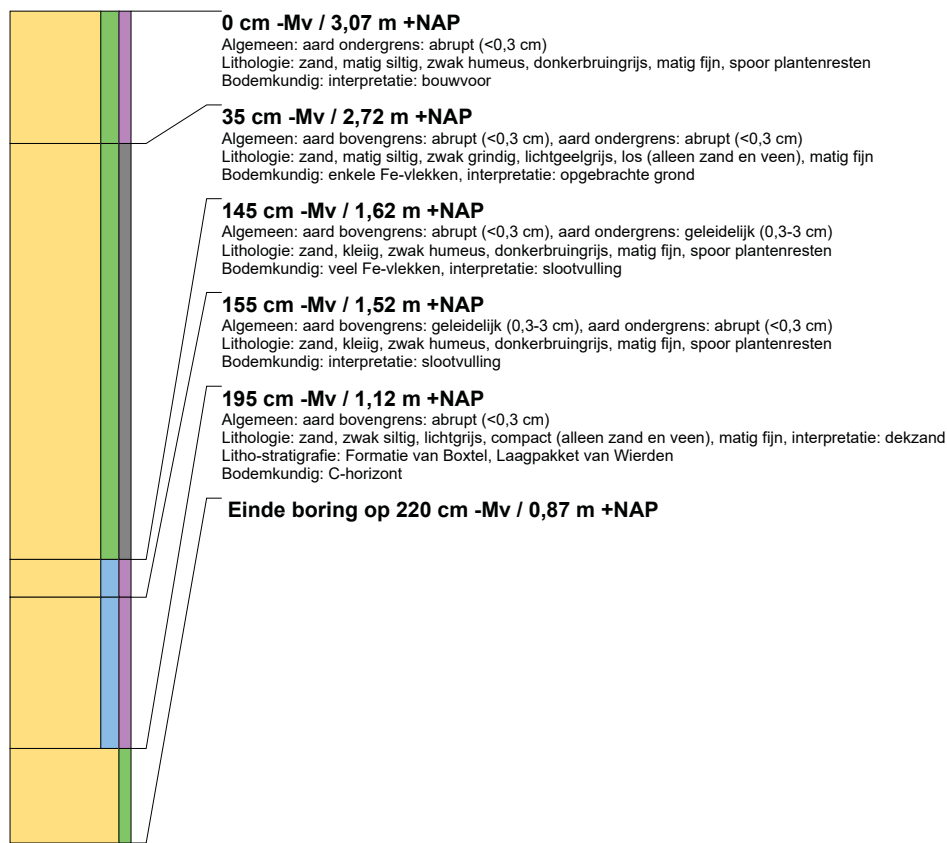 0 cm -Mv / 3,07 m +NAP
Algemeen: aard ondergrens: abrupt (<0,3 cm)
Lithologie: zand, matig siltig, zwak humeus, donkerbruingrijs, matig fijn, spoor plantenresten
Bodemkundig: interpretatie: bouwvoor
35 cm -Mv / 2,72 m +NAP
Algemeen: aard bovengrens: abrupt (<0,3 cm), aard ondergrens: abrupt (<0,3 cm)
Lithologie: zand, matig siltig, zwak grindig, lichtgeelgrijs, los (alleen zand en veen), matig fijn
Bodemkundig: enkele Fe-vlekken, interpretatie: opgebrachte grond
145 cm -Mv / 1,62 m +NAP
Algemeen: aard bovengrens: abrupt (<0,3 cm), aard ondergrens: geleidelijk (0,3-3 cm)
Lithologie: zand, kleiig, zwak humeus, donkerbruingrijs, matig fijn, spoor plantenresten
Bodemkundig: veel Fe-vlekken, interpretatie: slootvulling
155 cm -Mv / 1,52 m +NAP
Algemeen: aard bovengrens: geleidelijk (0,3-3 cm), aard ondergrens: abrupt (<0,3 cm)
Lithologie: zand, kleiig, zwak humeus, donkerbruingrijs, matig fijn, spoor plantenresten
Bodemkundig: interpretatie: slootvulling
195 cm -Mv / 1,12 m +NAP
Algemeen: aard bovengrens: abrupt (<0,3 cm)
Lithologie: zand, zwak siltig, lichtgrijs, compact (alleen zand en veen), matig fijn, interpretatie: dekzand
Litho-stratigrafie: Formatie van Boxtel, Laagpakket van Wierden
Bodemkundig: C-horizont
Einde boring op 220 cm -Mv / 0,87 m +NAP